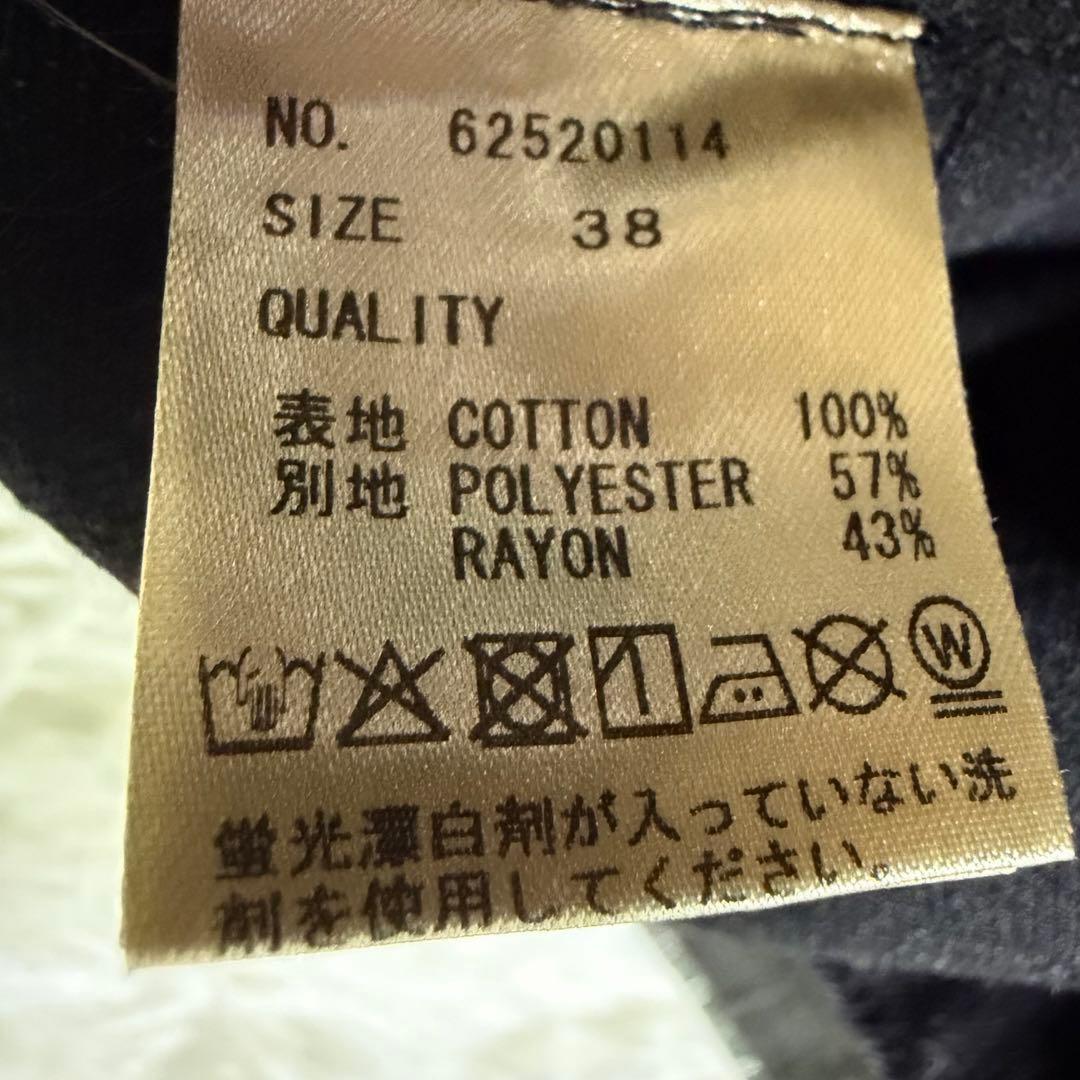 NO. 62520114
SIZE 38
QUALITY
表地 COTTON 100%
別地 POLYESTER 57%
RAYON 43%
W
蛍光漂白剤が入っていない洗
剤を使用してください。